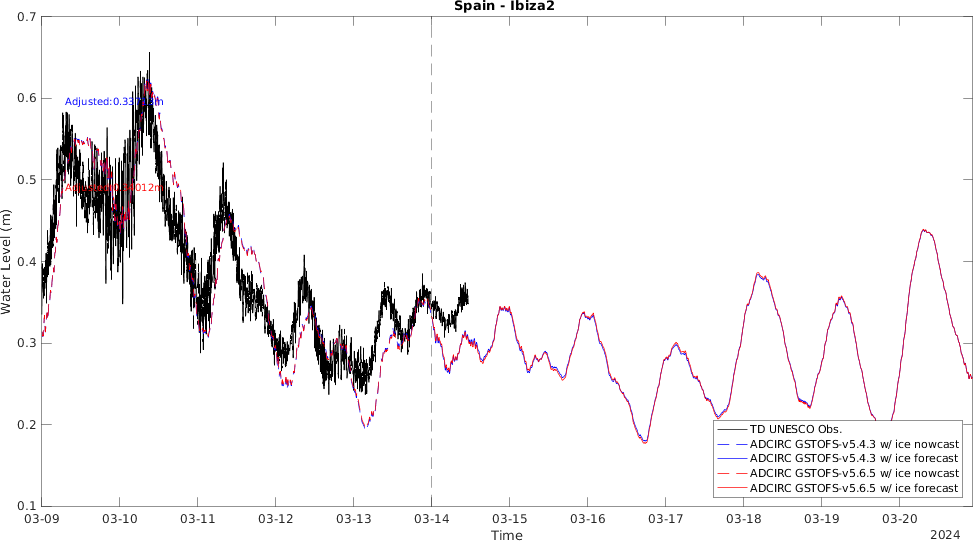 Spain - Ibiza2
0.7
0.6
0.5
0.4
0.3
0.2
0.1
Water Level (m)
03-09 03-10 03-11 03-12 03-13 03-14 03-15 03-16 03-17 03-18 03-19 03-20
Time
2024
TD UNESCO Obs.
ADCIRC GSTOFS-v5.4.3 w/ ice nowcast
ADCIRC GSTOFS-v5.4.3 w/ ice forecast
ADCIRC GSTOFS-v5.6.5 w/ ice nowcast
ADCIRC GSTOFS-v5.6.5 w/ ice forecast